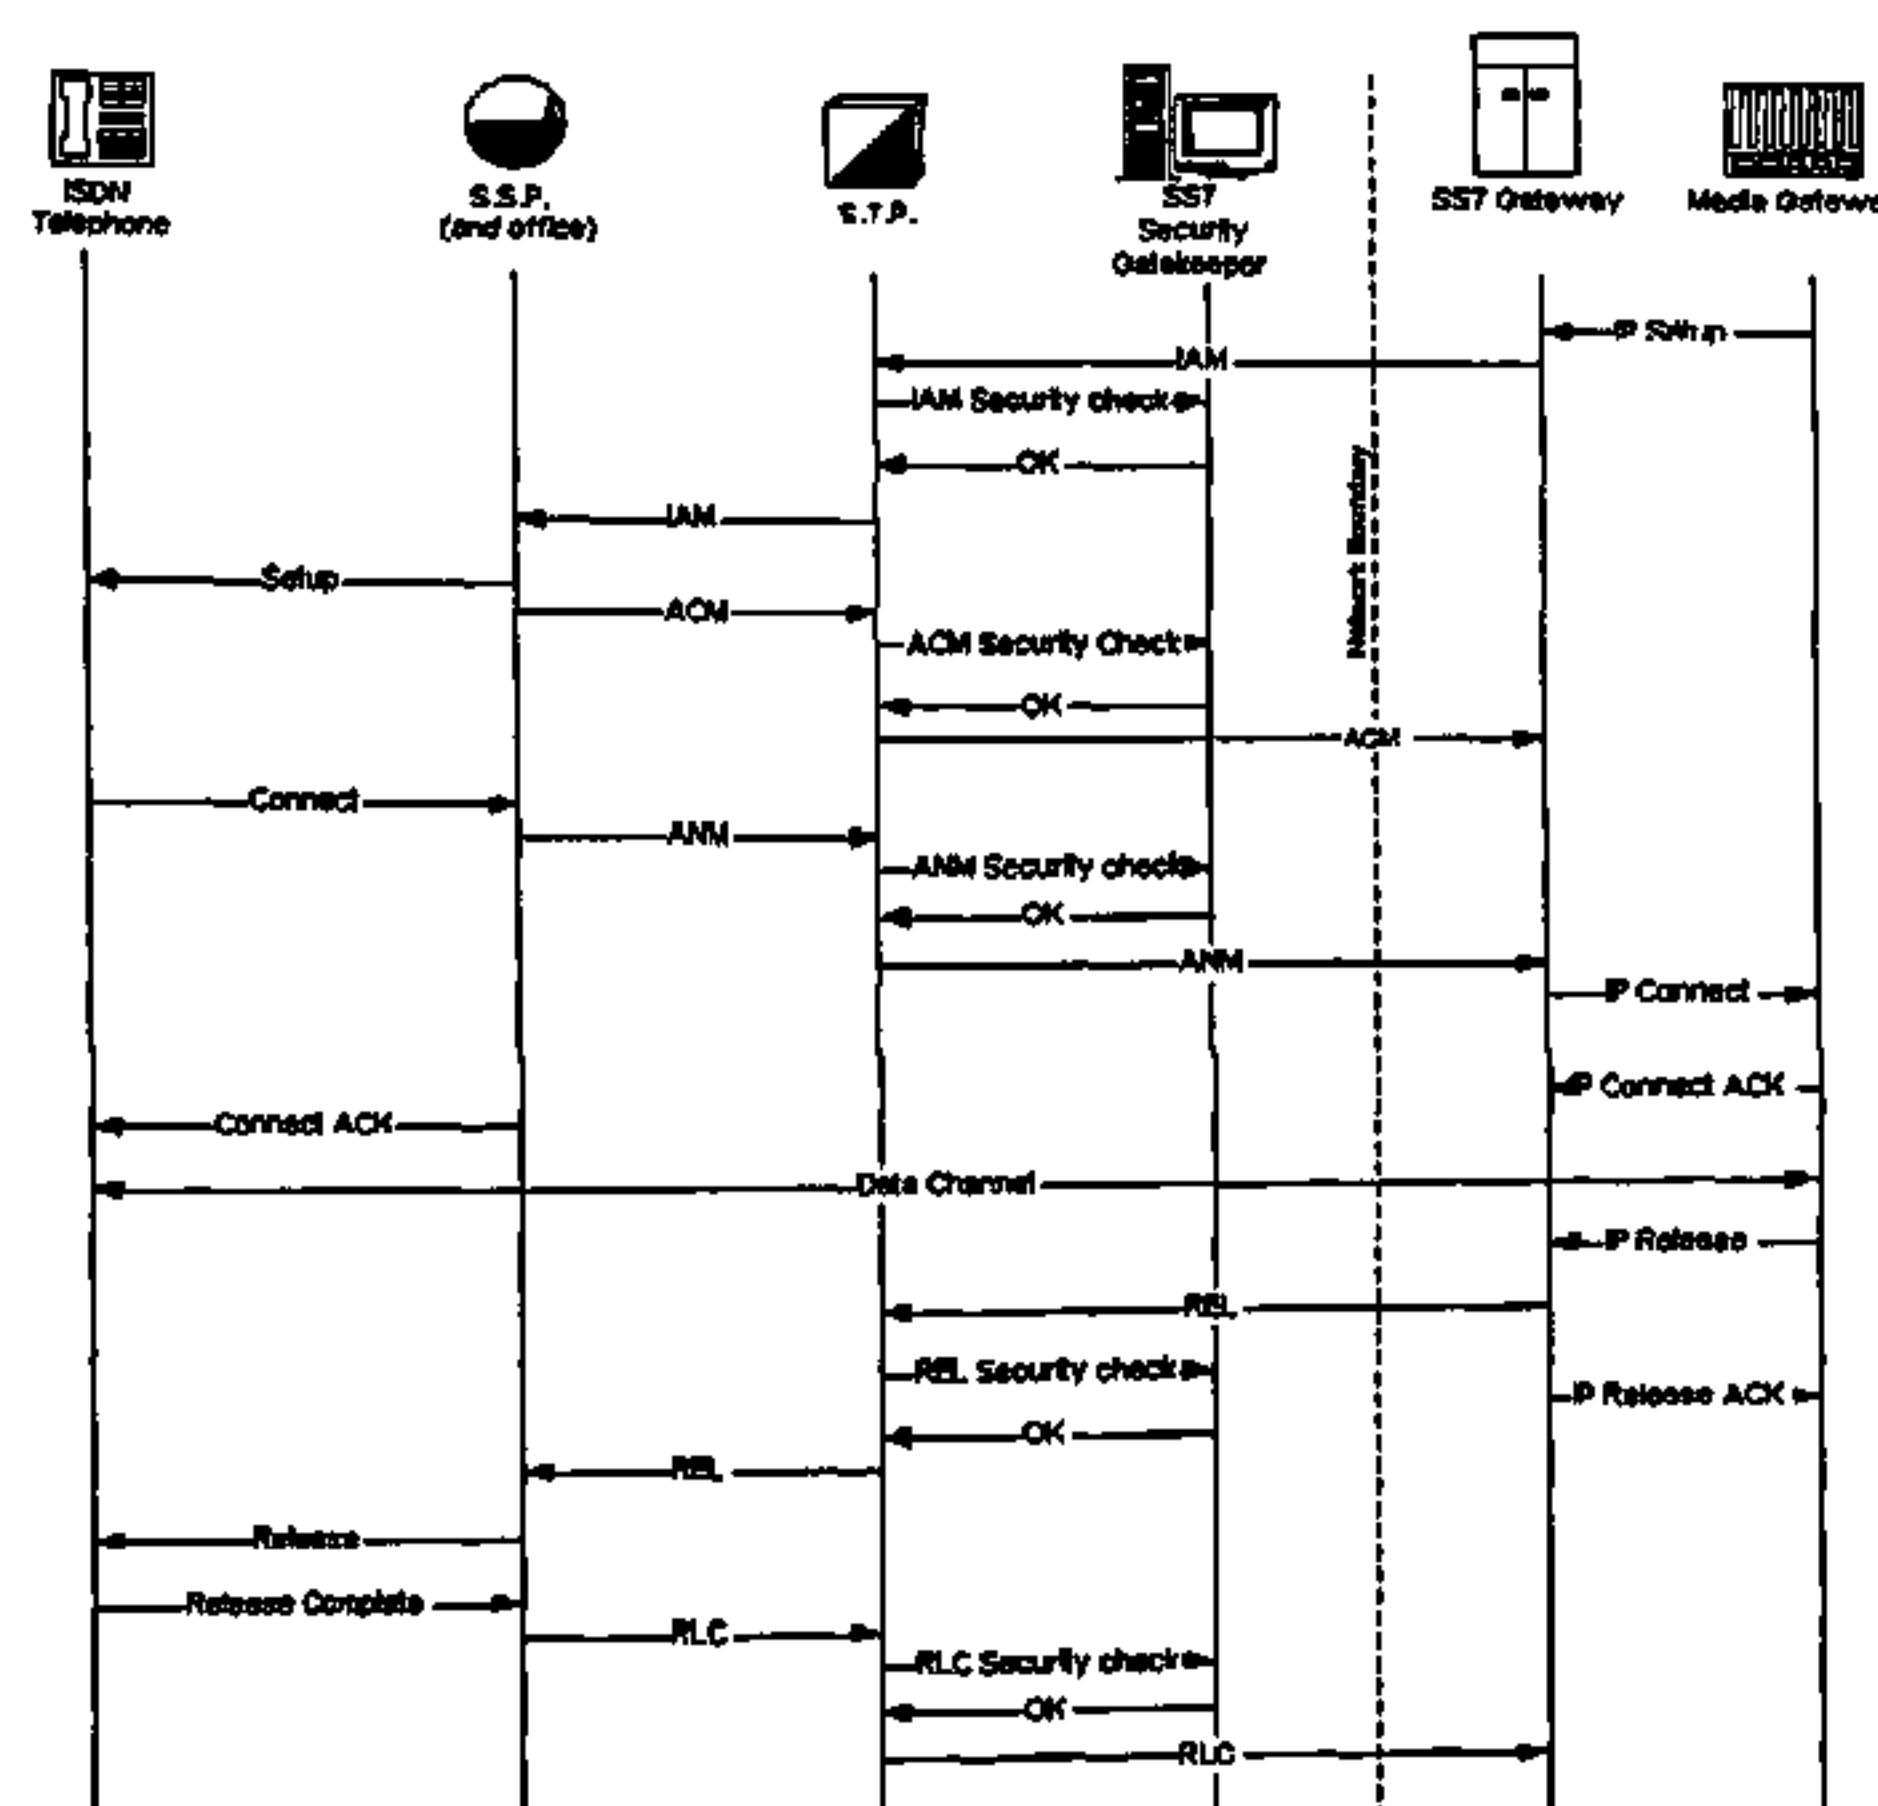 ISDN
Telephone
S.S.P.
(end office)
S.T.P.
SS7
Security
Gatekeeper
SS7 Gateway
Media Gatewa
IP Setup
IAM
IAM Security check
OK
IAM
Network Boundary
Setup
ACM
ACM Security Check
OK
ACM
Connect
ANM
ANM Security check
OK
ANM
IP Connect
IP Connect ACK
Connect ACK
Data Channel
IP Release
REL
REL Security check
IP Release ACK
OK
REL
Release
Release Complete
RLC
RLC Security check
OK
RLC